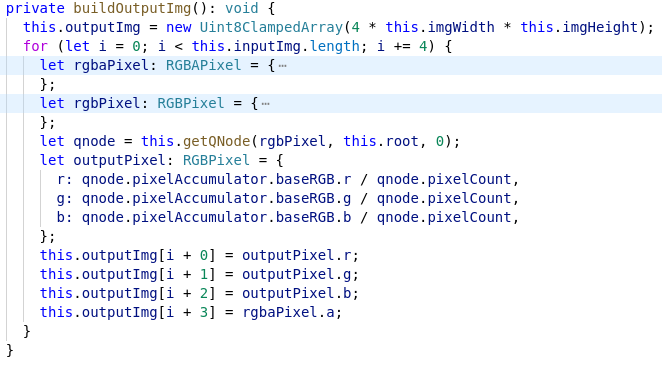 private buildOutputImg(): void {
  this.outputImg = new Uint8ClampedArray(4 * this.imgWidth * this.imgHeight);
  for (let i = 0; i < this.inputImg.length; i += 4) {
    let rgbaPixel: RGBAPixel = {⋯
    };
    let rgbPixel: RGBPixel = {⋯
    };
    let qnode = this.getQNode(rgbPixel, this.root, 0);
    let outputPixel: RGBPixel = {
      r: qnode.pixelAccumulator.baseRGB.r / qnode.pixelCount,
      g: qnode.pixelAccumulator.baseRGB.g / qnode.pixelCount,
      b: qnode.pixelAccumulator.baseRGB.b / qnode.pixelCount,
    };
    this.outputImg[i + 0] = outputPixel.r;
    this.outputImg[i + 1] = outputPixel.g;
    this.outputImg[i + 2] = outputPixel.b;
    this.outputImg[i + 3] = rgbaPixel.a;
  }
}